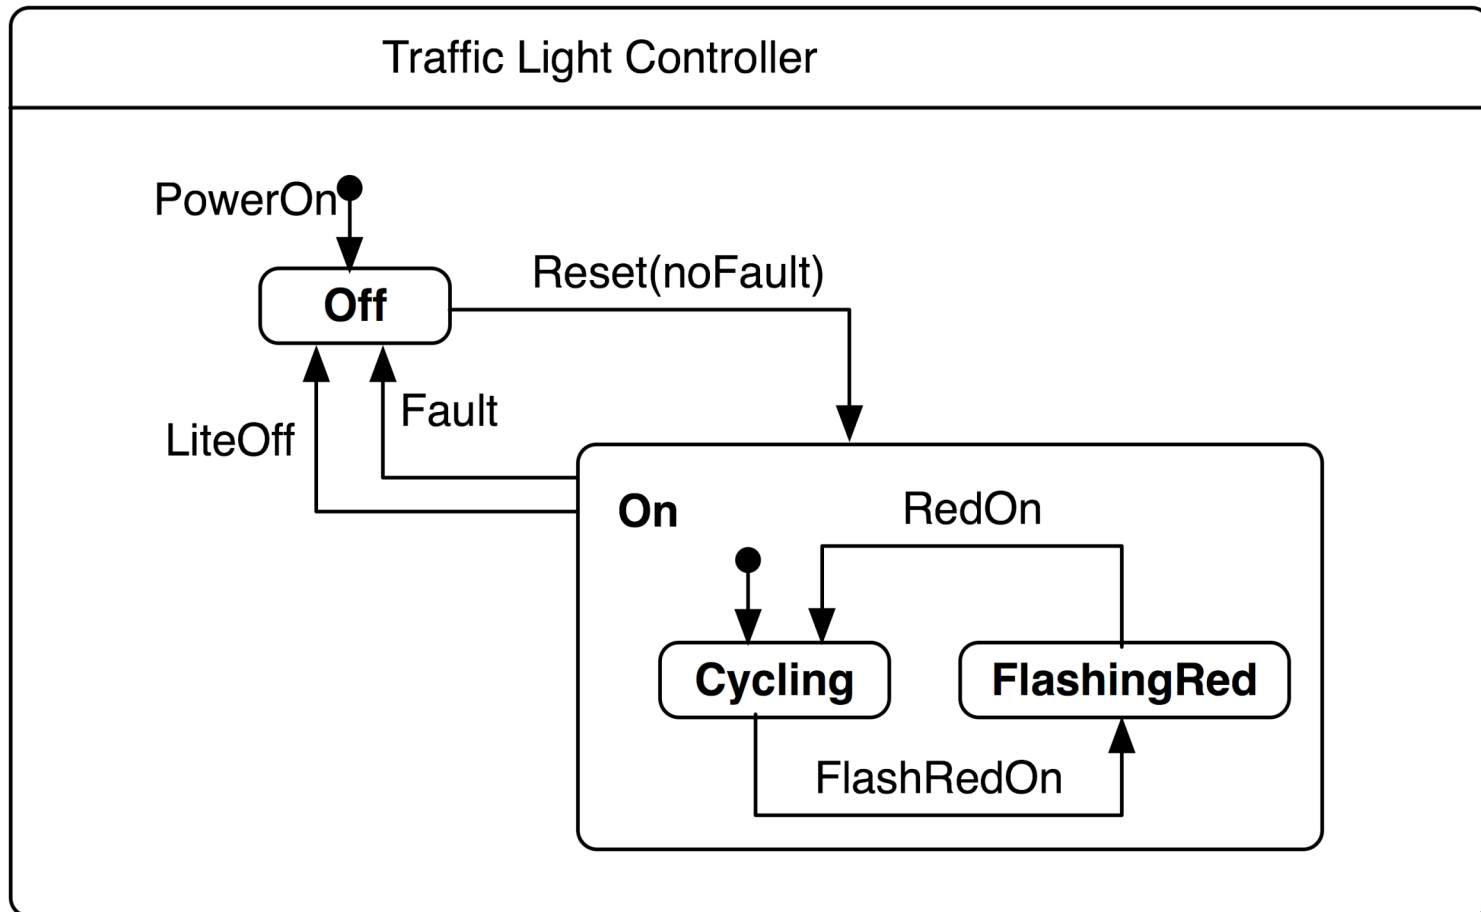 Traffic Light Controller
PowerOn
Off
Reset(noFault)
Fault
LiteOff
On
RedOn
Cycling
FlashingRed
FlashRedOn